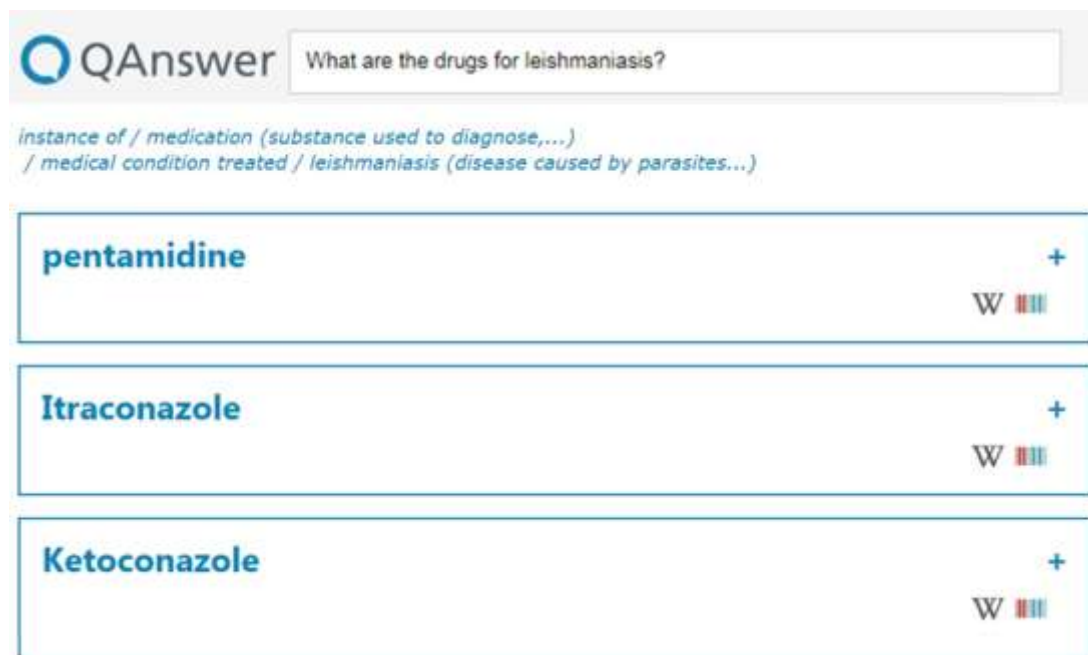 QAnswer What are the drugs for leishmaniasis?
instance of / medication (substance used to diagnose,...)
/ medical condition treated / leishmaniasis (disease caused by parasites...)
pentamidine +
W
Itraconazole +
W
Ketoconazole +
W